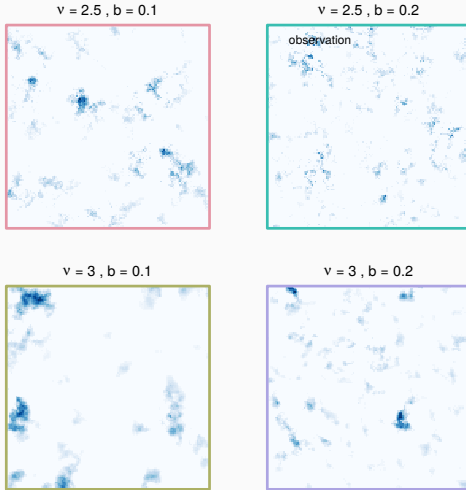 ν = 2.5 , b = 0.1
ν = 2.5 , b = 0.2
observation
ν = 3 , b = 0.1
ν = 3 , b = 0.2